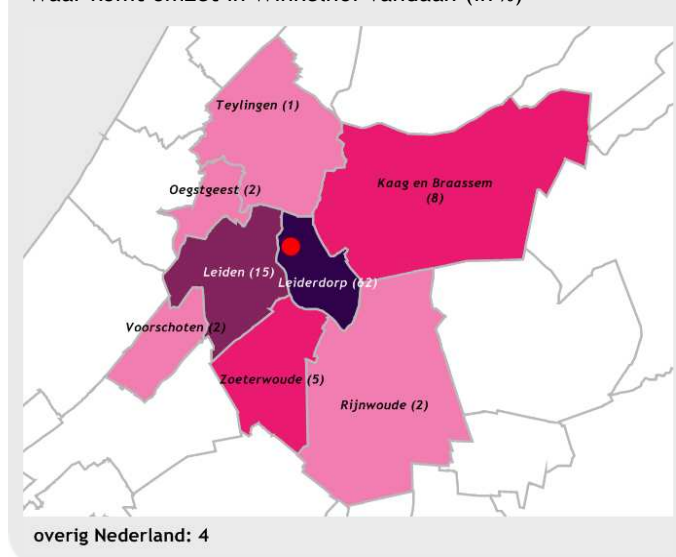 Teylingen (1)
Kaag en Braassem
(8)
Oegstgeest (2)
Leiden (15)
Leiderdorp (62)
Voorschoten (2)
Zoeterwoude (5)
Rijnwoude (2)
overig Nederland: 4